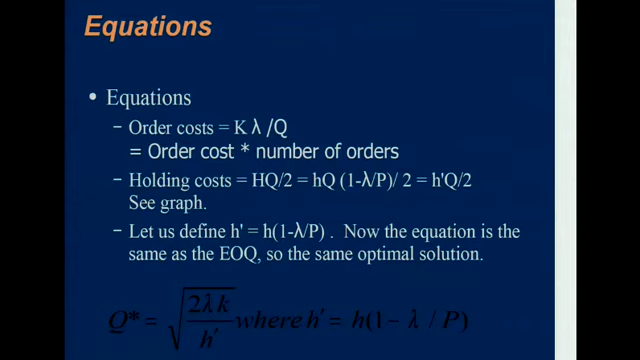 Equations
• Equations
– Order costs = K λ /Q
= Order cost * number of orders
– Holding costs = HQ/2 = hQ (1-λ/P)/ 2 = h'Q/2
See graph.
– Let us define h' = h(1-λ/P) . Now the equation is the
same as the EOQ, so the same optimal solution.
Q* = √(2λk / h') where h' = h(1 − λ / P)